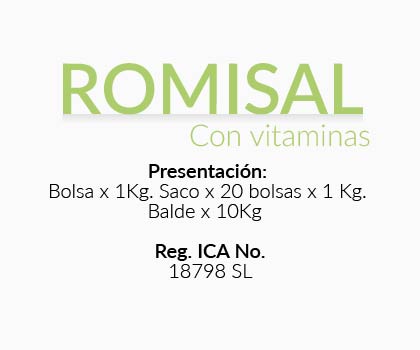 ROMISAL
Con vitaminas
Presentación:
Bolsa x 1Kg. Saco x 20 bolsas x 1 Kg.
Balde x 10Kg
Reg. ICA No.
18798 SL